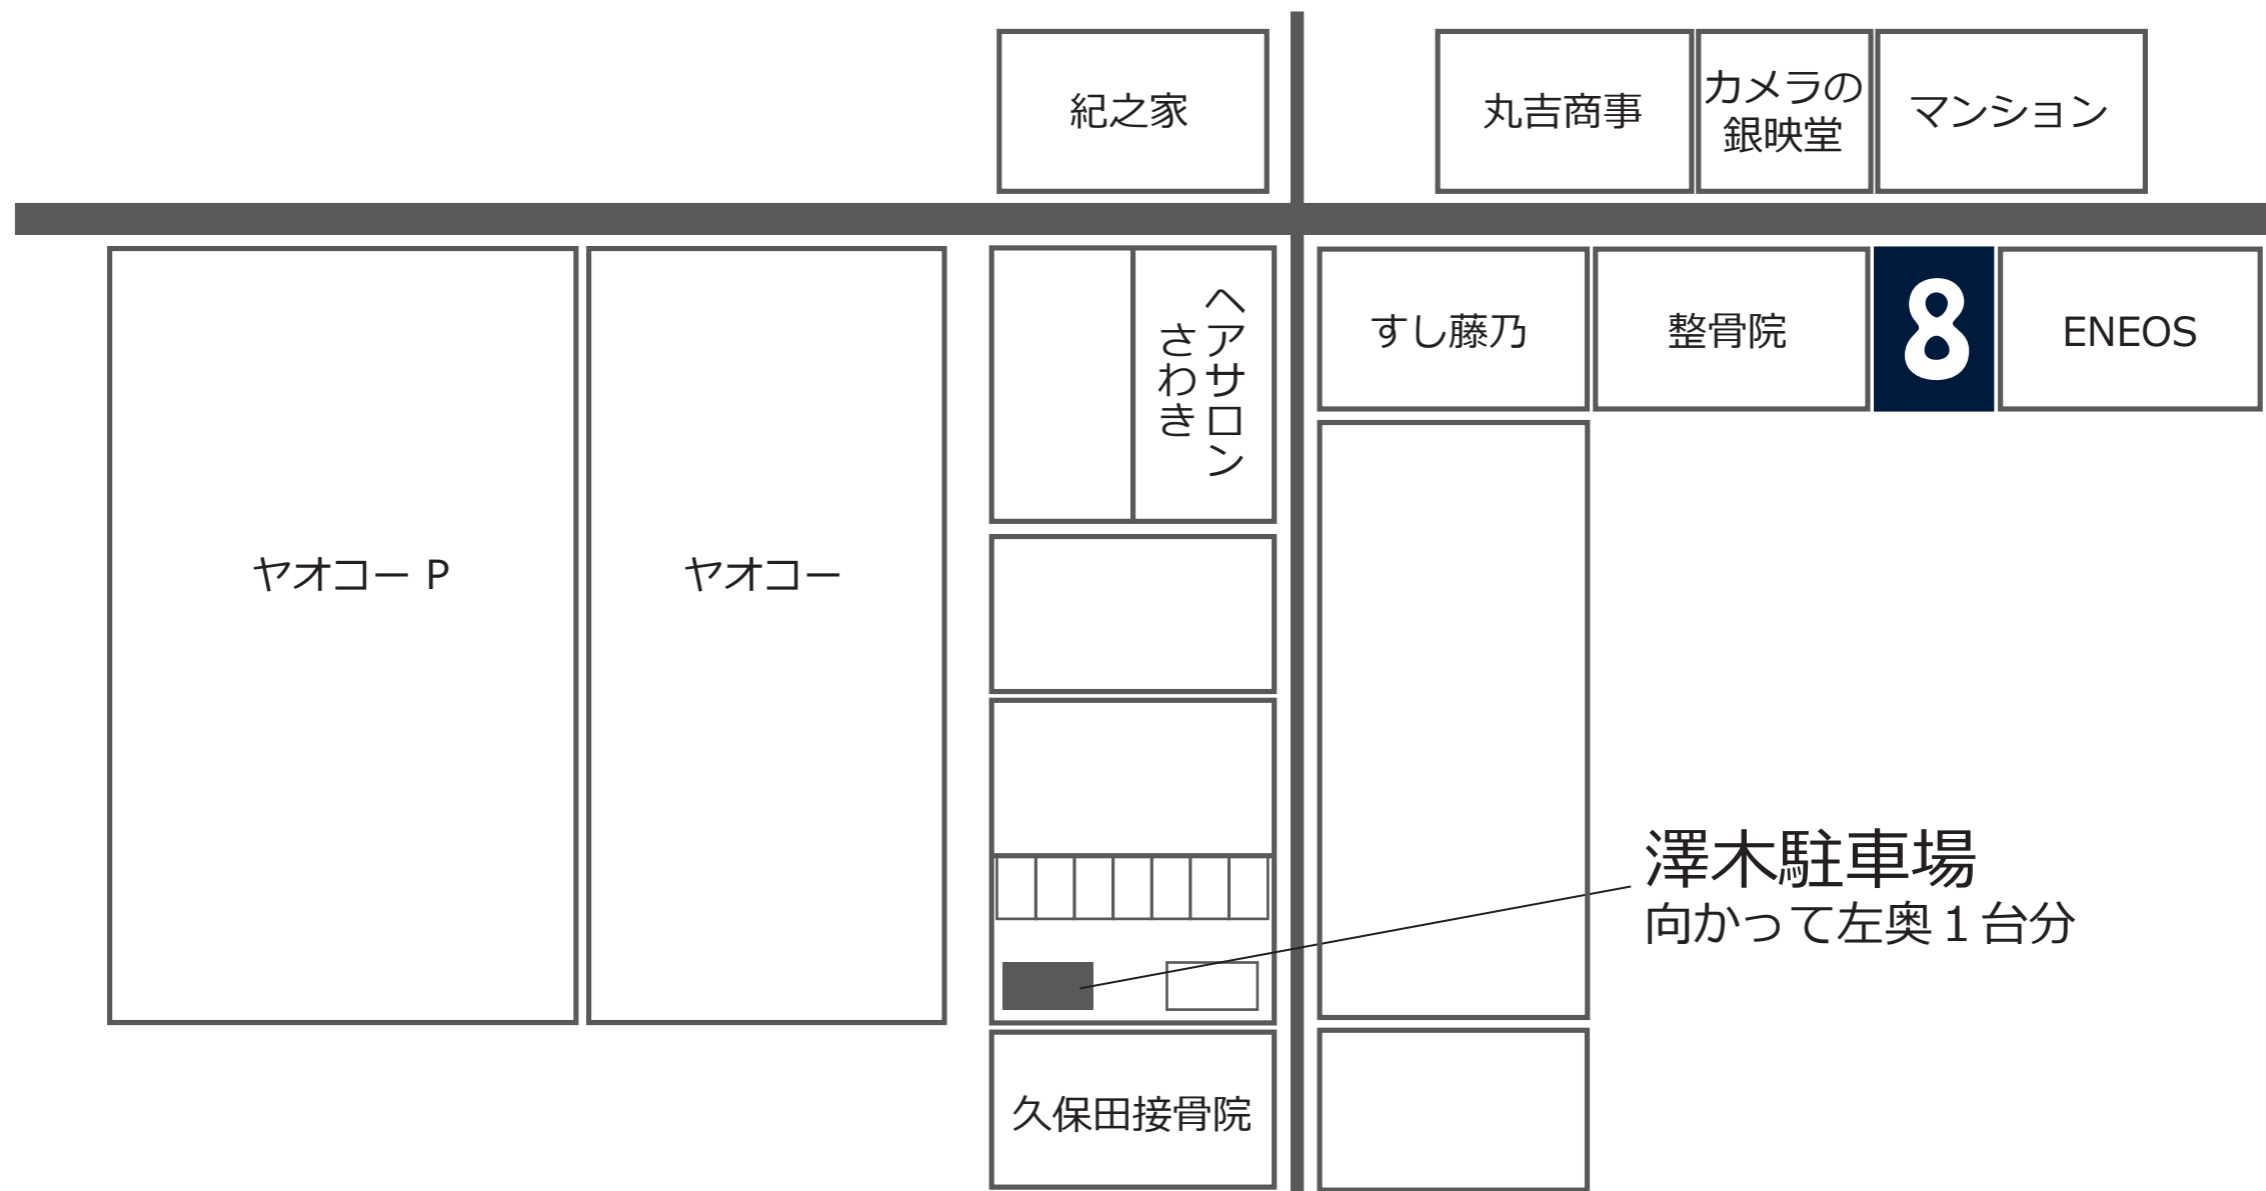 紀之家
丸吉商事
カメラの
銀映堂
マンション
ヘアサロン
さわき
すし藤乃
整骨院
8
ENEOS
ヤオコー P
ヤオコー
澤木駐車場
向かって左奥1台分
久保田接骨院